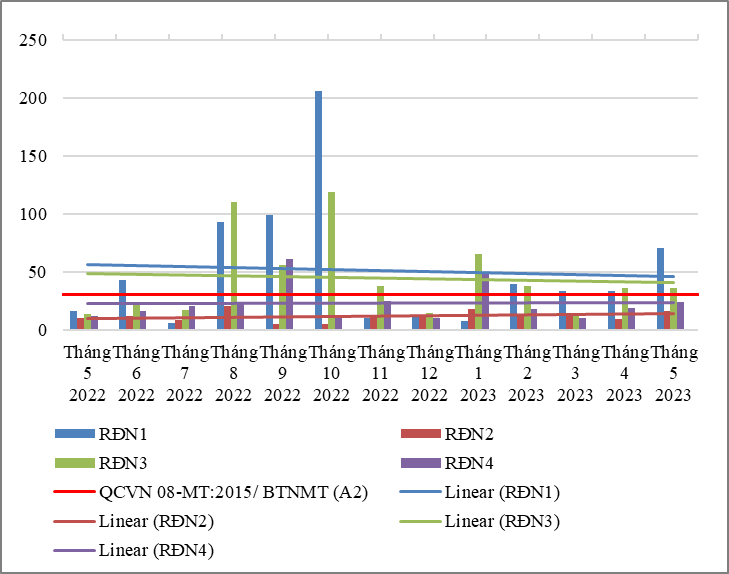 250
200
150
100
50
0
Tháng Tháng Tháng Tháng Tháng Tháng Tháng Tháng Tháng Tháng Tháng Tháng Tháng
5 6 7 8 9 10 11 12 1 2 3 4 5
2022 2022 2022 2022 2022 2022 2022 2022 2023 2023 2023 2023 2023
RĐN1 RĐN2
RĐN3 RĐN4
QCVN 08-MT:2015/ BTNMT (A2) Linear (RĐN1)
Linear (RĐN2) Linear (RĐN3)
Linear (RĐN4)